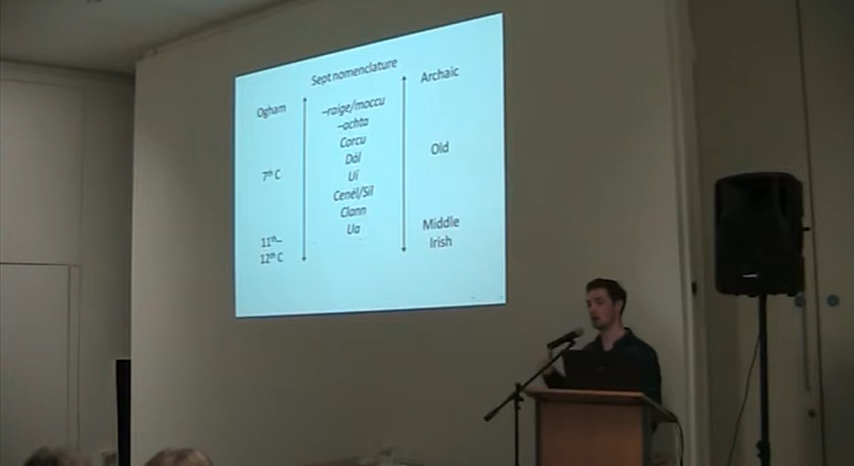 Sept nomenclature
Ogham
7th C
11th–
12th C
–raige/moccu
–achta
Corcu
Dál
Uí
Cenél/Síl
Clann
Ua
Archaic
Old
Middle
Irish